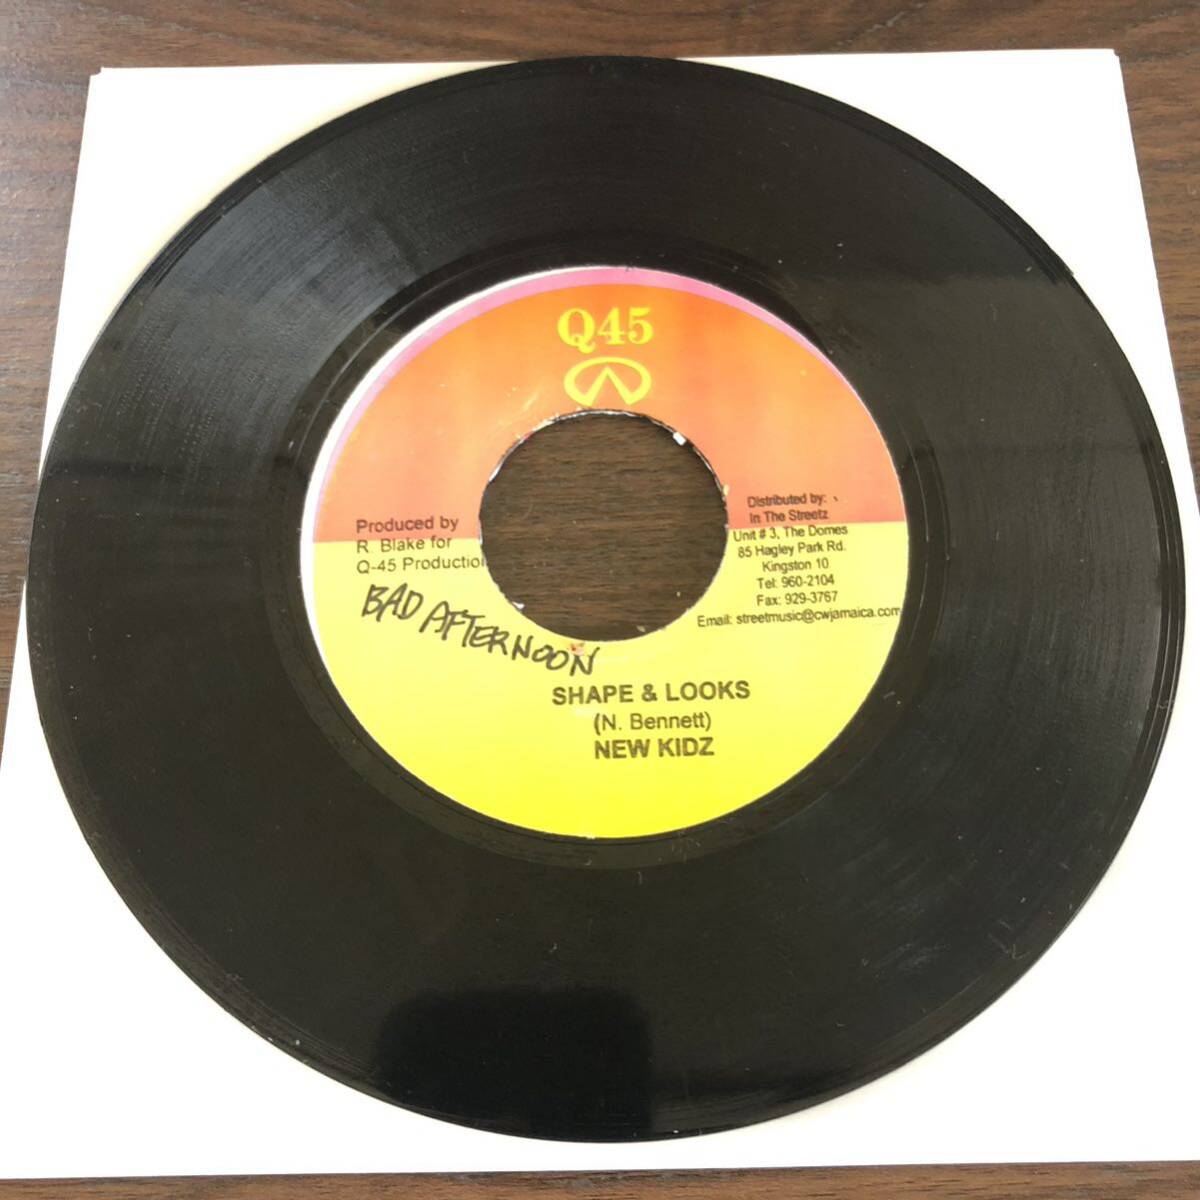 Q45
Produced by
R. Blake for
Q-45 Production
Distributed by:
In The Streetz
Unit # 3, The Domes
85 Hagley Park Rd.
Kingston 10
Tel: 960-2104
Fax: 929-3767
Email: streetmusic@cwjamaica.com
BAD AFTERNOON
SHAPE & LOOKS
(N. Bennett)
NEW KIDZ